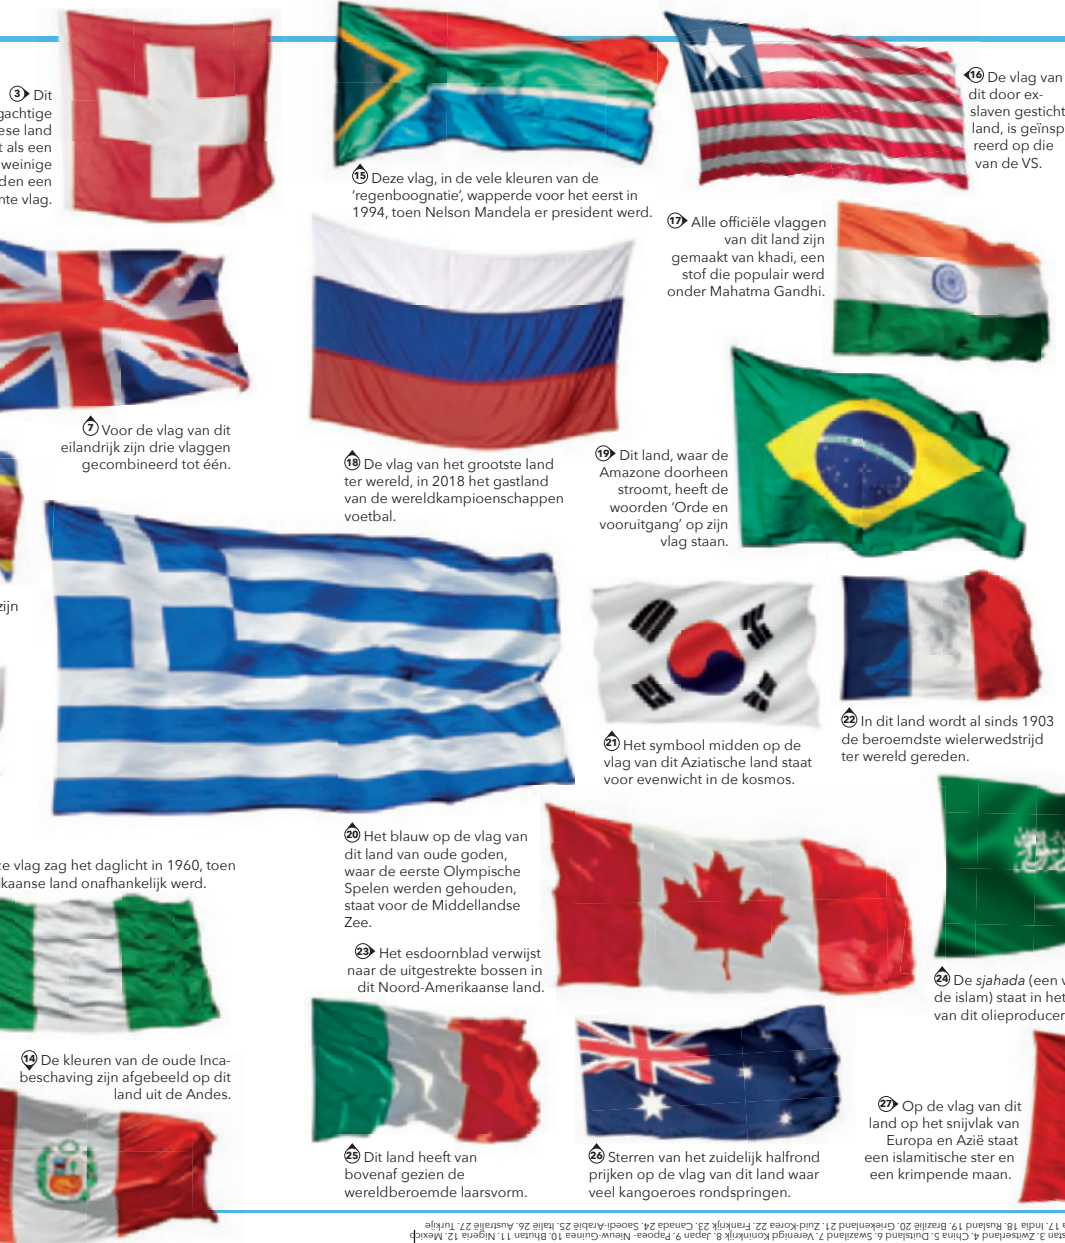 3 Dit
gachtige
ese land
t als een
weinige
den een
nte vlag.
15 Deze vlag, in de vele kleuren van de
'regenboognatie', wapperde voor het eerst in
1994, toen Nelson Mandela er president werd.
16 De vlag van
dit door ex-
slaven gesticht
land, is geïnsp
reerd op die
van de VS.
17 Alle officiële vlaggen
van dit land zijn
gemaakt van khadi, een
stof die populair werd
onder Mahatma Gandhi.
7 Voor de vlag van dit
eilandrijk zijn drie vlaggen
gecombineerd tot één.
18 De vlag van het grootste land
ter wereld, in 2018 het gastland
van de wereldkampioenschappen
voetbal.
19 Dit land, waar de
Amazone doorheen
stroomt, heeft de
woorden 'Orde en
vooruitgang' op zijn
vlag staan.
zijn
21 Het symbool midden op de
vlag van dit Aziatische land staat
voor evenwicht in de kosmos.
22 In dit land wordt al sinds 1903
de beroemdste wielerwedstrijd
ter wereld gereden.
20 Het blauw op de vlag van
dit land van oude goden,
waar de eerste Olympische
Spelen werden gehouden,
staat voor de Middellandse
Zee.
ze vlag zag het daglicht in 1960, toen
kaanse land onafhankelijk werd.
23 Het esdoornblad verwijst
naar de uitgestrekte bossen in
dit Noord-Amerikaanse land.
24 De sjahada (een v
de islam) staat in het
van dit olieproducer
14 De kleuren van de oude Inca-
beschaving zijn afgebeeld op dit
land uit de Andes.
25 Dit land heeft van
bovenaf gezien de
wereldberoemde laarsvorm.
26 Sterren van het zuidelijk halfrond
prijken op de vlag van dit land waar
veel kangoeroes rondspringen.
27 Op de vlag van dit
land op het snijvlak van
Europa en Azië staat
een islamitische ster en
een krimpende maan.
stan 3. Zwitserland 4. China 5. Duitsland 6. Swaziland 7. Verenigd Koninkrijk 8. Japan 9. Papoea- Nieuw-Guinea 10. Bhutan 11. Nigeria 12. Mexico
a 17. India 18. Rusland 19. Brazilië 20. Griekenland 21. Zuid-Korea 22. Frankrijk 23. Canada 24. Saoedi-Arabië 25. Italië 26. Australië 27. Turkije